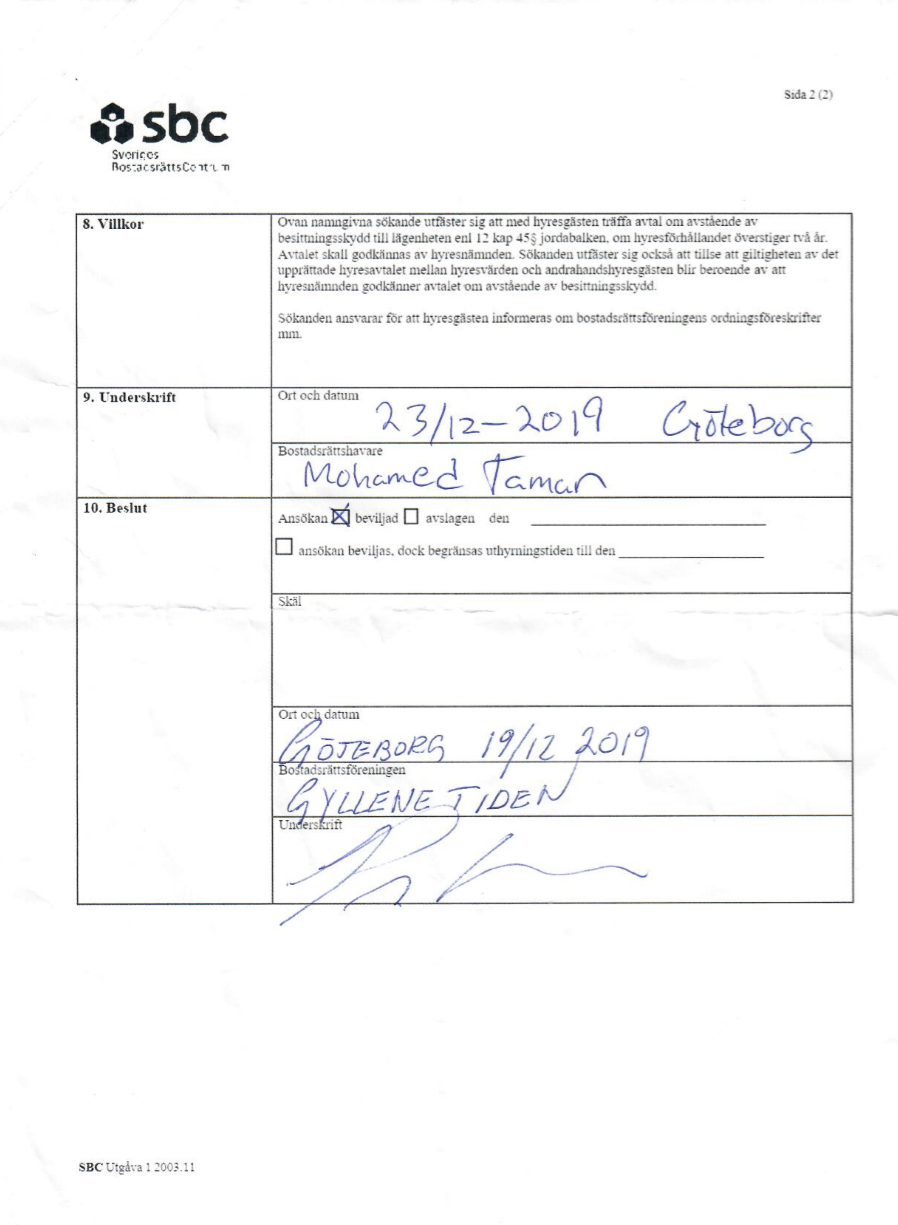 Sida 2 (2)
sbc
Sveriges
BostadsrättsCentrum
8. Villkor
Ovan namngivna sökande utfäster sig att med hyresgästen träffa avtal om avstående av
besittningsskydd till lägenheten enl 12 kap 45§ jordabalken, om hyresförhållandet överstiger två år.
Avtalet skall godkännas av hyresnämnden. Sökanden utfäster sig också att tillse att giltigheten av det
upprättade hyresavtalet mellan hyresvärden och andrahandshyresgästen blir beroende av att
hyresnämnden godkänner avtalet om avstående av besittningsskydd.
Sökanden ansvarar för att hyresgästen informeras om bostadsrättsföreningens ordningsföreskrifter
mm.
9. Underskrift
Ort och datum
23/12-2019 Göteborg
Bostadsrättshavare
Mohamed Taman
10. Beslut
Ansökan beviljad avslagen den
ansökan beviljas, dock begränsas uthyrningstiden till den
Skäl
Ort och datum
GÖTEBORG 19/12 2019
Bostadsrättsföreningen
GYLLENE TIDEN
Underskrift
SBC Utgåva 1 2003.11